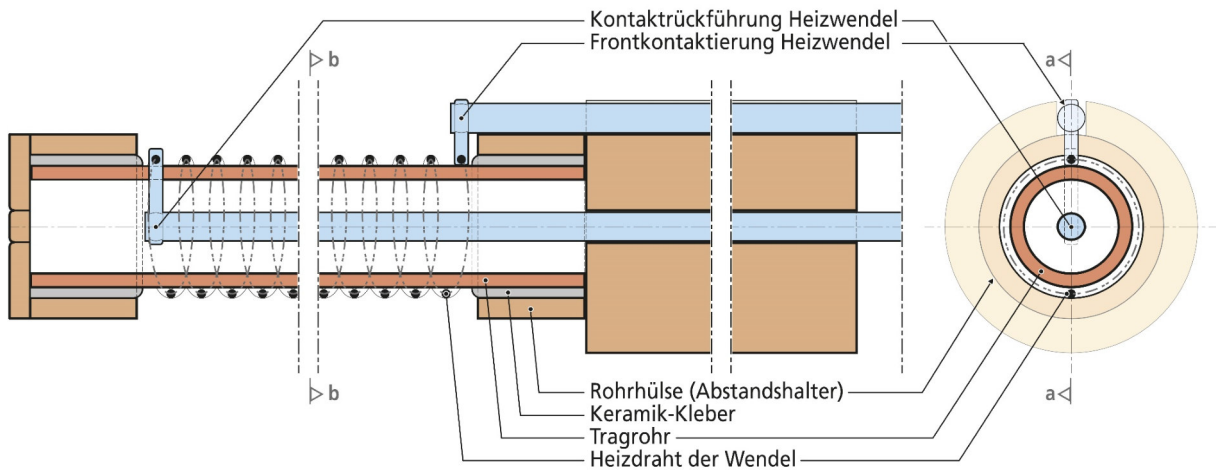 Kontaktrückführung Heizwendel
Frontkontaktierung Heizwendel
b
a
b
a
Rohrhülse (Abstandshalter)
Keramik-Kleber
Tragrohr
Heizdraht der Wendel